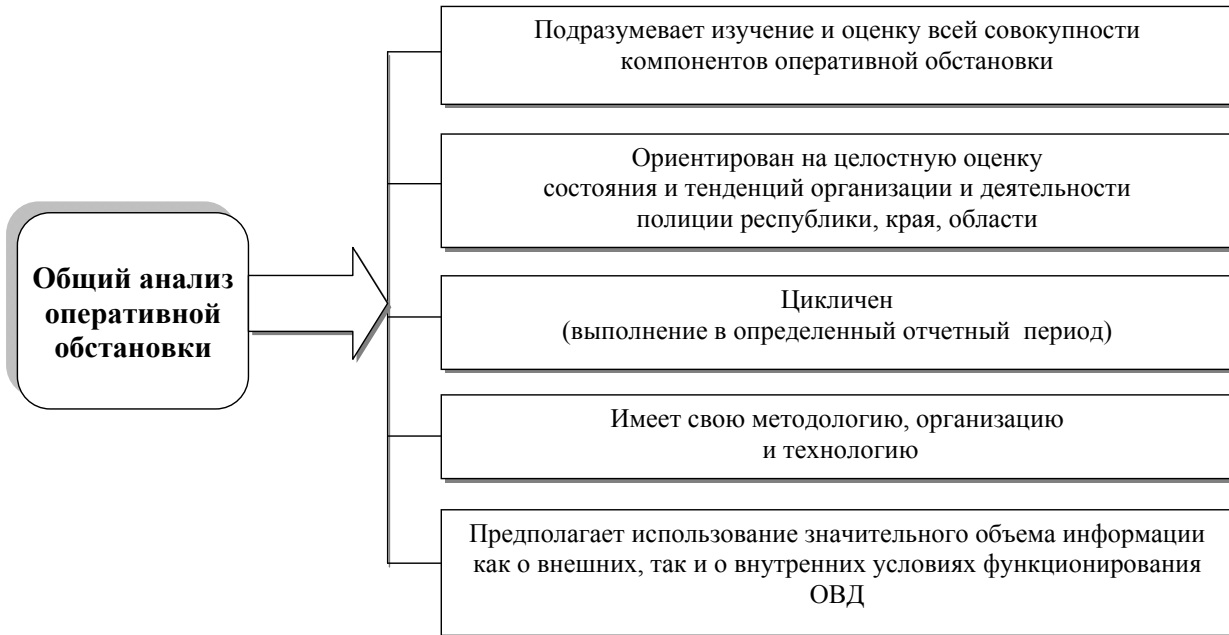 Подразумевает изучение и оценку всей совокупности
компонентов оперативной обстановки
Ориентирован на целостную оценку
состояния и тенденций организации и деятельности
полиции республики, края, области
Общий анализ
оперативной
обстановки
Цикличен
(выполнение в определенный отчетный период)
Имеет свою методологию, организацию
и технологию
Предполагает использование значительного объема информации
как о внешних, так и о внутренних условиях функционирования
ОВД